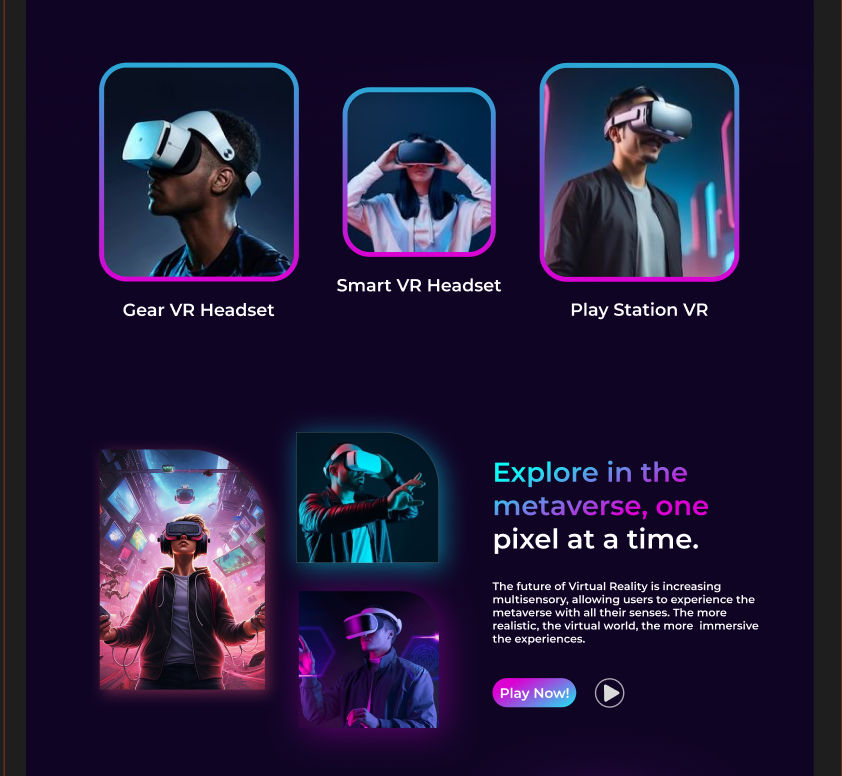 Gear VR Headset
Smart VR Headset
Play Station VR
Explore in the
metaverse, one
pixel at a time.
The future of Virtual Reality is increasing
multisensory, allowing users to experience the
metaverse with all their senses. The more
realistic, the virtual world, the more  immersive
the experiences.
Play Now!